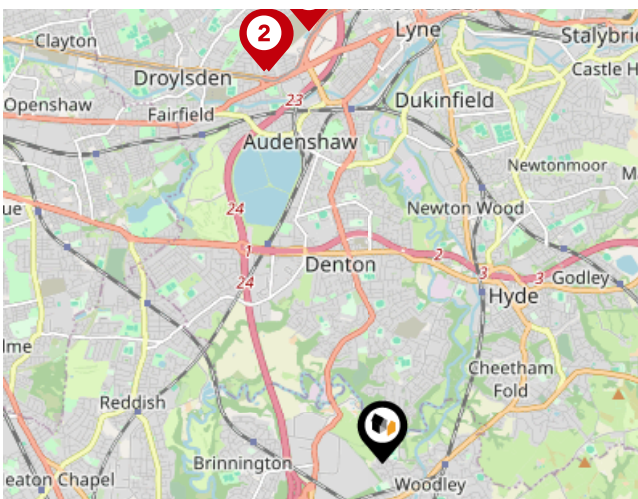 2
Clayton
Lyne
Stalybri
Castle H
Droylsden
Openshaw
Fairfield
23
Dukinfield
Audenshaw
Newtonmoor
M
ue
24
Newton Wood
1
2
24
Denton
3
3
Godley
Hyde
lme
Cheetham
Fold
Reddish
Brinnington
eaton Chapel
Woodley